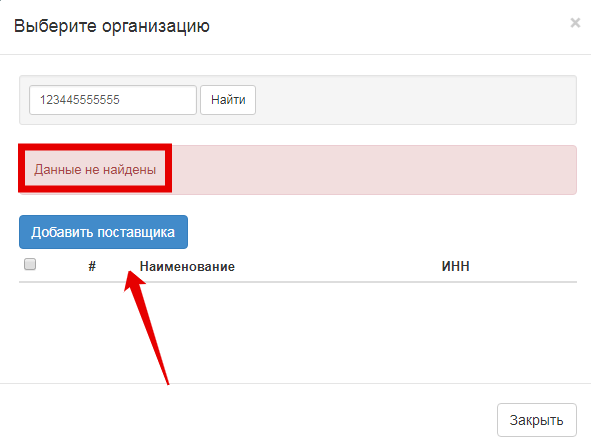 Выберите организацию
×
123445555555 Найти
Данные не найдены
Добавить поставщика
# Наименование ИНН
Закрыть